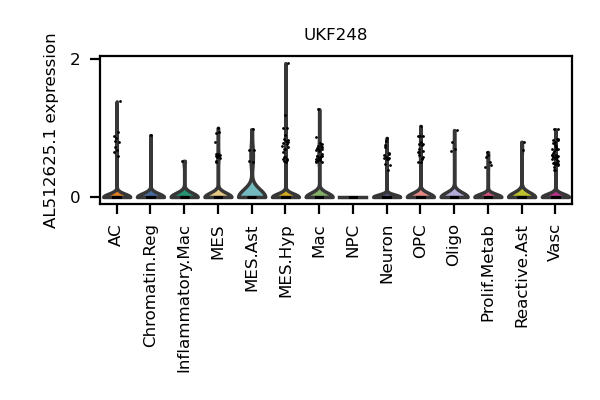 UKF248
AL512625.1 expression
2
0
AC
Chromatin.Reg
Inflammatory.Mac
MES
MES.Ast
MES.Hyp
Mac
NPC
Neuron
OPC
Oligo
Prolif.Metab
Reactive.Ast
Vasc